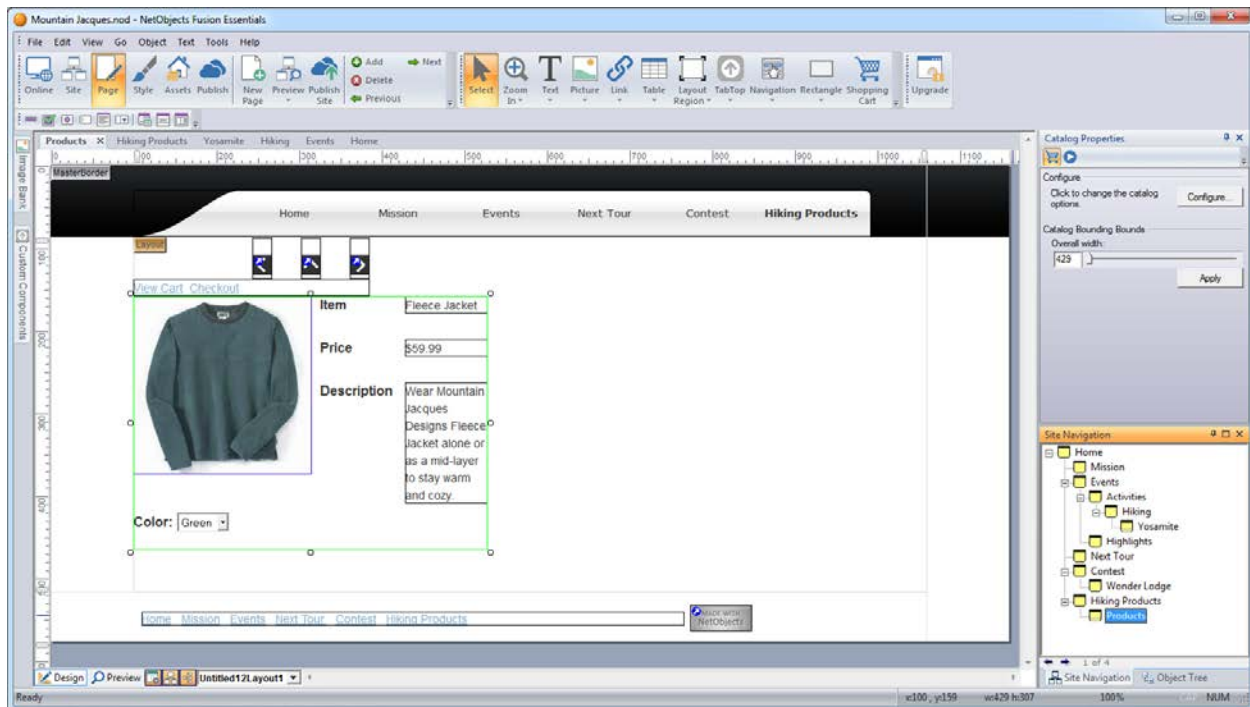 Mountain Jacques.nod - NetObjects Fusion Essentials
File Edit View Go Object Text Tools Help
Online Site Page Style Assets Publish
New Page Preview Publish Site
Add Next
Delete
Previous
Select Zoom In Text Picture Link Table Layout Region TabTop Navigation Rectangle Shopping Cart Upgrade
Products X Hiking Products Yosemite Hiking Events Home
Image Bank
Custom Components
MasterBorder
Home Mission Events Next Tour Contest Hiking Products
Layout
View Cart Checkout
Item Fleece Jacket
Price $59.99
Description Wear Mountain
Jacques
Designs Fleece
Jacket alone or
as a mid-layer
to stay warm
and cozy.
Color: Green
Home Mission Events Next Tour Contest Hiking Products
MADE WITH
NetObjects
Design Preview Untitled12Layout1
Ready
x:100 , y:159 w:429 h:307 100% NUM
Catalog Properties
Configure
Click to change the catalog
options.
Configure...
Catalog Bounding Bounds
Overall width:
429
Apply
Site Navigation
Home
Mission
Events
Activities
Hiking
Yosamite
Highlights
Next Tour
Contest
Wonder Lodge
Hiking Products
Products
1 of 4
Site Navigation Object Tree